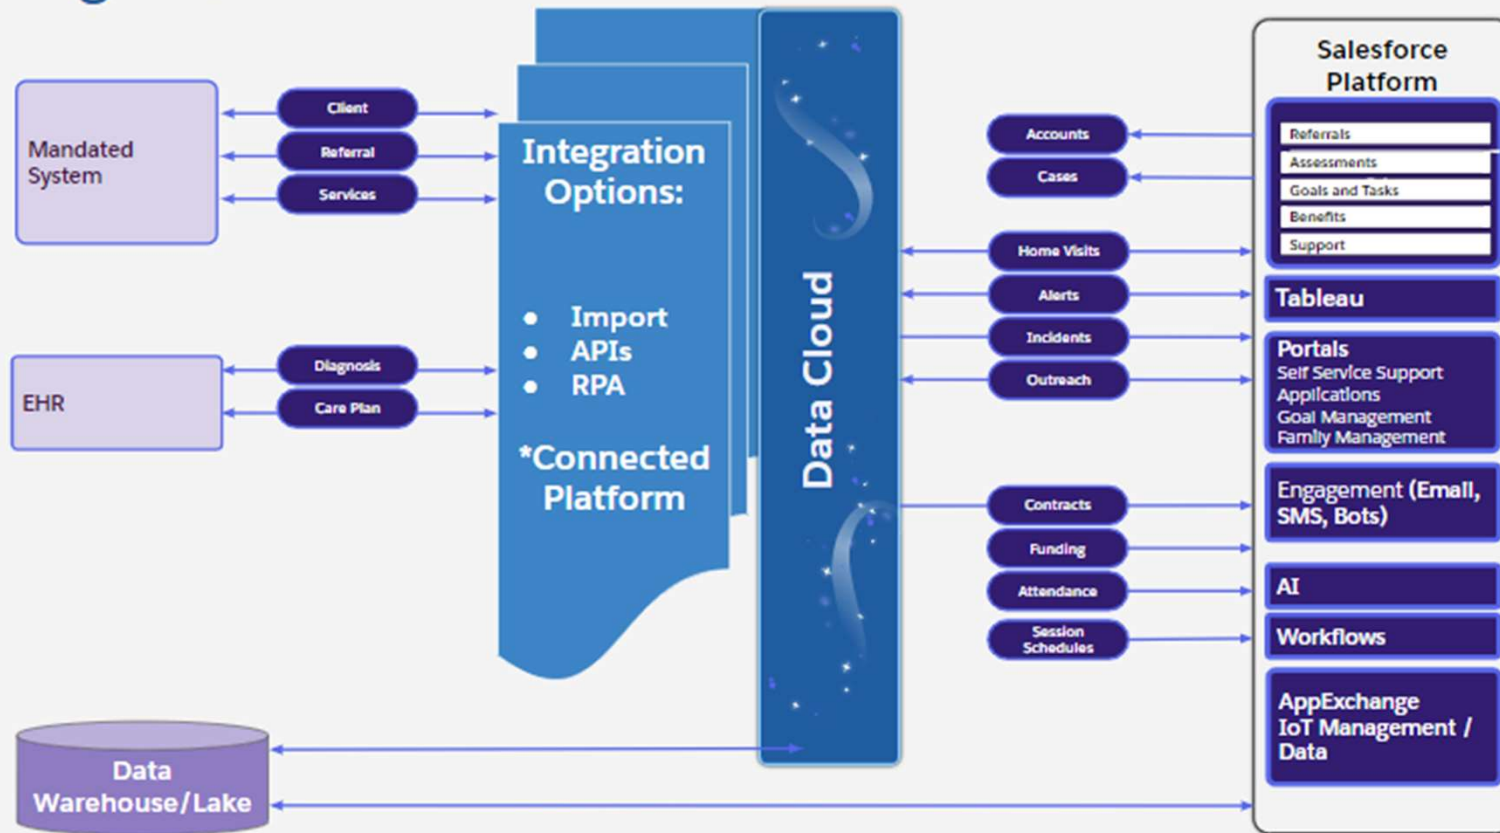 Mandated
System
EHR
Data
Warehouse/Lake
Client
Referral
Services
Diagnosis
Care Plan
Integration
Options:
● Import
● APIs
● RPA
*Connected
Platform
Data Cloud
Accounts
Cases
Home Visits
Alerts
Incidents
Outreach
Contracts
Funding
Attendance
Session
Schedules
Salesforce
Platform
Referrals
Assessments
Goals and Tasks
Benefits
Support
Tableau
Portals
Self Service Support
Applications
Goal Management
Family Management
Engagement (Email,
SMS, Bots)
AI
Workflows
AppExchange
IoT Management /
Data